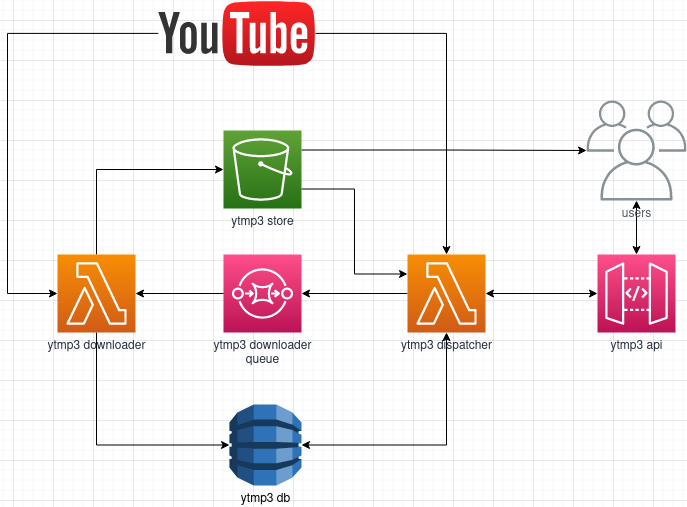 YouTube
ytmp3 store
users
</>
ytmp3 downloader
ytmp3 downloader
queue
ytmp3 dispatcher
ytmp3 api
ytmp3 db